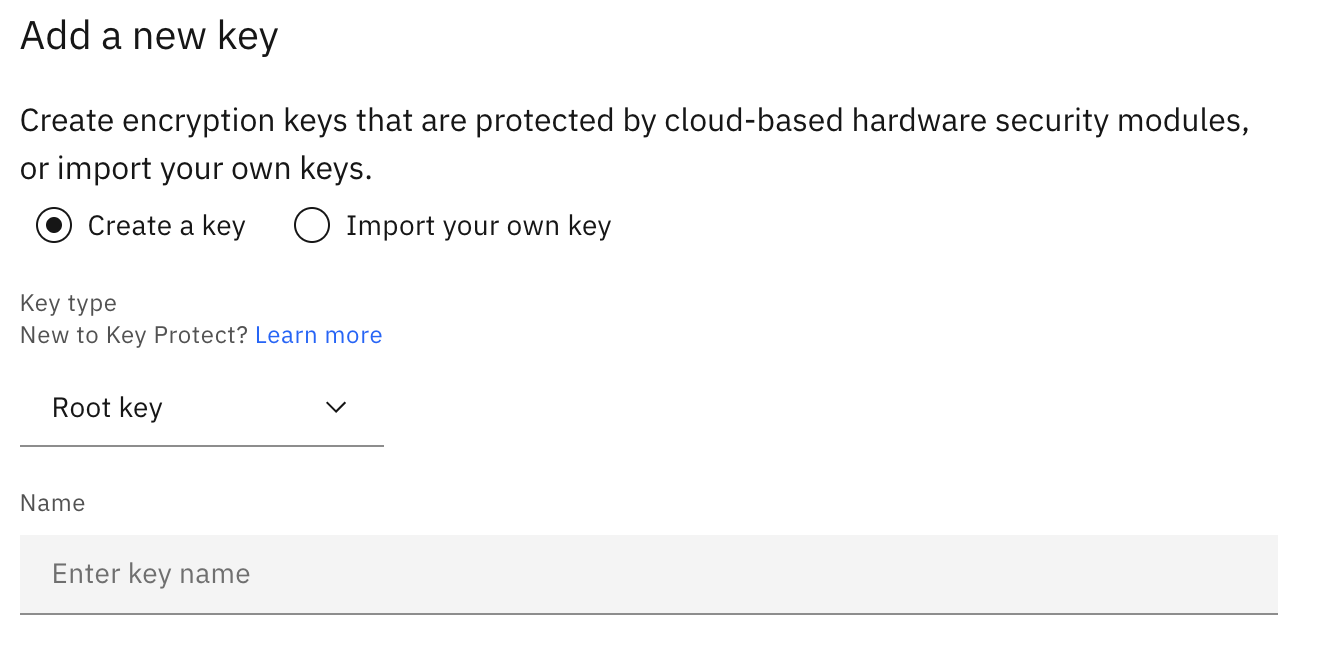 Add a new key
Create encryption keys that are protected by cloud-based hardware security modules,
or import your own keys.
Create a key Import your own key
Key type
New to Key Protect? Learn more
Root key
Name
Enter key name